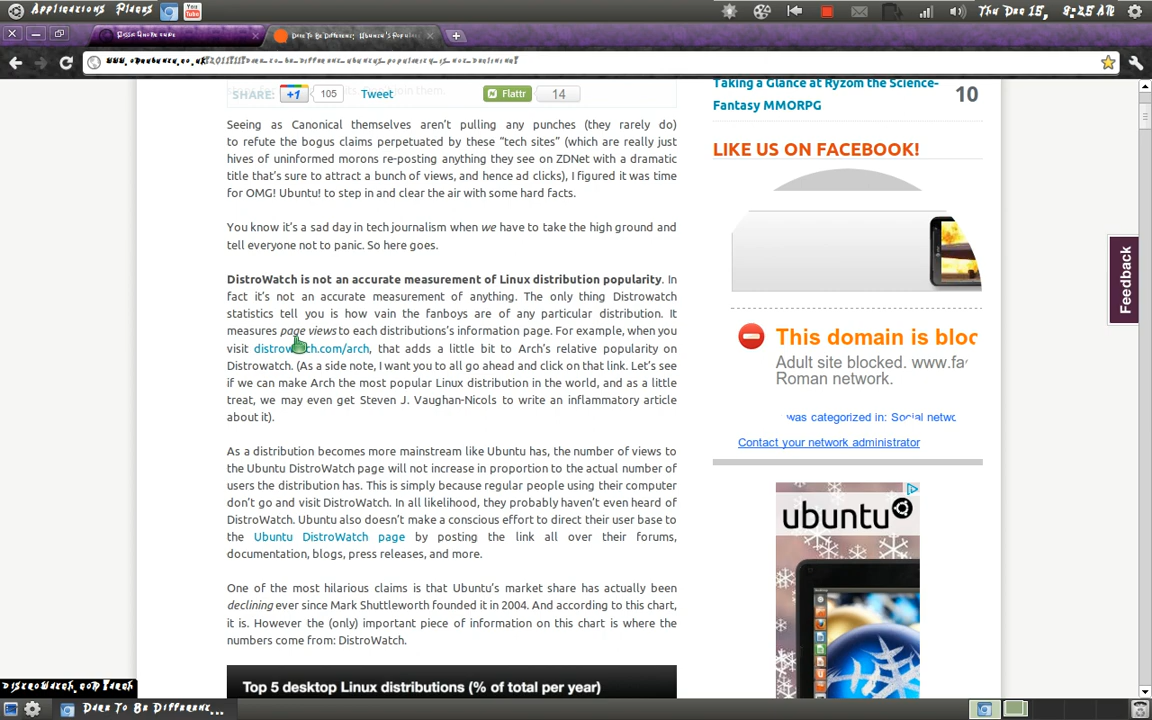 Applications Places You Tube Thu Dec 15, 8:25 AM
Dare To Be Different: Ubuntu's Popular
SHARE: +1 105 Tweet Flattr 14
Seeing as Canonical themselves aren't pulling any punches (they rarely do)
to refute the bogus claims perpetuated by these "tech sites" (which are really just
hives of uninformed morons re-posting anything they see on ZDNet with a dramatic
title that's sure to attract a bunch of views, and hence ad clicks), I figured it was time
for OMG! Ubuntu! to step in and clear the air with some hard facts.
You know it's a sad day in tech journalism when we have to take the high ground and
tell everyone not to panic. So here goes.
DistroWatch is not an accurate measurement of Linux distribution popularity. In
fact it's not an accurate measurement of anything. The only thing Distrowatch
statistics tell you is how vain the fanboys are of any particular distribution. It
measures page views to each distributions's information page. For example, when you
visit distrowatch.com/arch, that adds a little bit to Arch's relative popularity on
Distrowatch. (As a side note, I want you to all go ahead and click on that link. Let's see
if we can make Arch the most popular Linux distribution in the world, and as a little
treat, we may even get Steven J. Vaughan-Nicols to write an inflammatory article
about it).
As a distribution becomes more mainstream like Ubuntu has, the number of views to
the Ubuntu DistroWatch page will not increase in proportion to the actual number of
users the distribution has. This is simply because regular people using their computer
don't go and visit DistroWatch. In all likelihood, they probably haven't even heard of
DistroWatch. Ubuntu also doesn't make a conscious effort to direct their user base to
the Ubuntu DistroWatch page by posting the link all over their forums,
documentation, blogs, press releases, and more.
One of the most hilarious claims is that Ubuntu's market share has actually been
declining ever since Mark Shuttleworth founded it in 2004. And according to this chart,
it is. However the (only) important piece of information on this chart is where the
numbers come from: DistroWatch.
Top 5 desktop Linux distributions (% of total per year)
Taking a Glance at Ryzom the Science-
Fantasy MMORPG
10
LIKE US ON FACEBOOK!
This domain is bloc
Adult site blocked. www.fa
Roman network.
was categorized in: Social netwo
Contact your network administrator
ubuntu
Feedback
distrowatch.com/arch
Dare To Be Different...